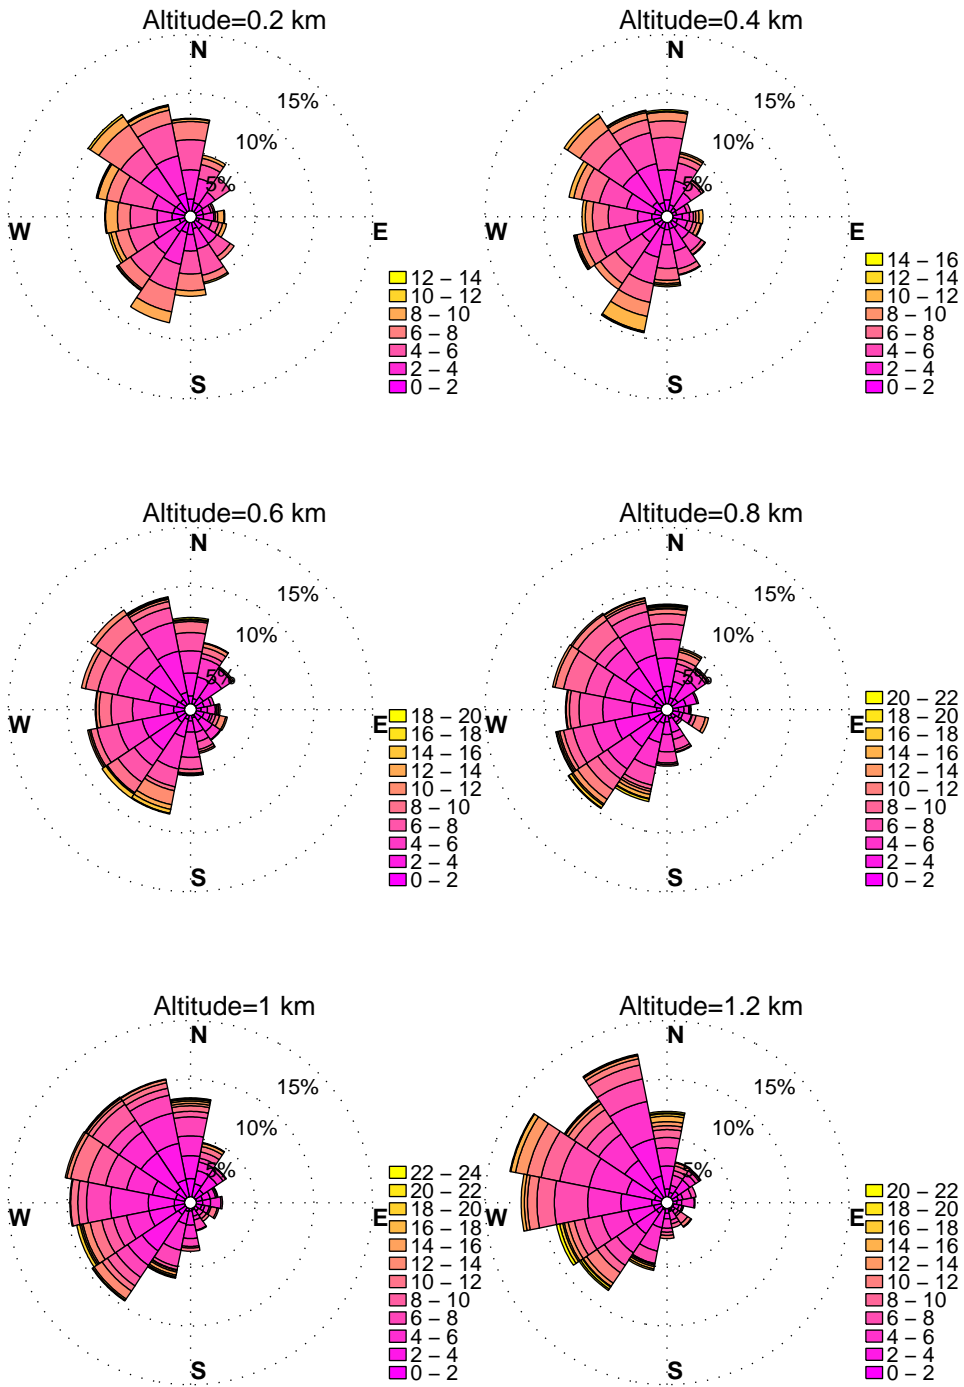 Altitude=0.2 km
N
15%
10%
5%
W
E
S
12 – 14
10 – 12
8 – 10
6 – 8
4 – 6
2 – 4
0 – 2
Altitude=0.4 km
N
15%
10%
5%
W
E
S
14 – 16
12 – 14
10 – 12
8 – 10
6 – 8
4 – 6
2 – 4
0 – 2
Altitude=0.6 km
N
15%
10%
5%
W
E
S
18 – 20
16 – 18
14 – 16
12 – 14
10 – 12
8 – 10
6 – 8
4 – 6
2 – 4
0 – 2
Altitude=0.8 km
N
15%
10%
5%
W
E
S
20 – 22
18 – 20
16 – 18
14 – 16
12 – 14
10 – 12
8 – 10
6 – 8
4 – 6
2 – 4
0 – 2
Altitude=1 km
N
15%
10%
5%
W
E
S
22 – 24
20 – 22
18 – 20
16 – 18
14 – 16
12 – 14
10 – 12
8 – 10
6 – 8
4 – 6
2 – 4
0 – 2
Altitude=1.2 km
N
15%
10%
5%
W
E
S
20 – 22
18 – 20
16 – 18
14 – 16
12 – 14
10 – 12
8 – 10
6 – 8
4 – 6
2 – 4
0 – 2